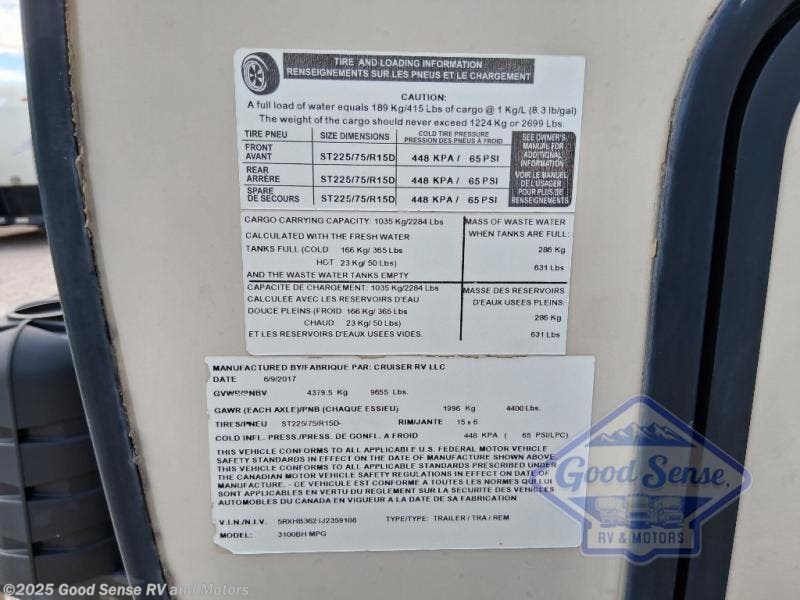 TIRE AND LOADING INFORMATION
RENSEIGNEMENTS SUR LES PNEUS ET LE CHARGEMENT
CAUTION:
A full load of water equals 189 Kg/415 Lbs of cargo @ 1 Kg/L (8.3 lb/gal)
The weight of the cargo should never exceed 1224 Kg or 2699 Lbs.
TIRE PNEU SIZE DIMENSIONS COLD TIRE PRESSURE
PRESSION DES PNEUS A FROID
FRONT
AVANT ST225/75/R15D 448 KPA / 65 PSI
REAR
ARRIERE ST225/75/R15D 448 KPA / 65 PSI
SPARE
DE SECOURS ST225/75/R15D 448 KPA / 65 PSI
SEE OWNER'S
MANUAL FOR
ADDITIONAL
INFORMATION
VOIR LE MANUEL
DE L'USAGER
POUR PLUS DE
RENSEIGNEMENTS
CARGO CARRYING CAPACITY: 1035 Kg/2284 Lbs
CALCULATED WITH THE FRESH WATER
TANKS FULL (COLD 166 Kg/ 365 Lbs
HOT 23 Kg/ 50 Lbs)
AND THE WASTE WATER TANKS EMPTY
MASS OF WASTE WATER
WHEN TANKS ARE FULL:
286 Kg
631 Lbs
CAPACITE DE CHARGEMENT: 1035 Kg/2284 Lbs
CALCULEE AVEC LES RESERVOIRS D'EAU
DOUCE PLEINS (FROID 166 Kg/ 365 Lbs
CHAUD 23 Kg/ 50 Lbs)
ET LES RESERVOIRS D'EAU USEES VIDES.
MASSE DES RESERVOIRS
D'EAUX USEES PLEINS:
286 Kg
631 Lbs
MANUFACTURED BY/FABRIQUE PAR: CRUISER RV LLC
DATE 6/9/2017
GVWR/PNBV 4379.5 Kg 9655 Lbs.
GAWR (EACH AXLE)/PNB (CHAQUE ESSIEU) 1996 Kg 4400 Lbs.
TIRES/PNEU ST225/75/R15D- RIM/JANTE 15 x 6
COLD INFL. PRESS./PRESS. DE GONFL. A FROID 448 KPA ( 65 PSI/LPC)
THIS VEHICLE CONFORMS TO ALL APPLICABLE U.S. FEDERAL MOTOR VEHICLE
SAFETY STANDARDS IN EFFECT ON THE DATE OF MANUFACTURE SHOWN ABOVE.
THIS VEHICLE CONFORMS TO ALL APPLICABLE STANDARDS PRESCRIBED UNDER
THE CANADIAN MOTOR VEHICLE SAFETY REGULATIONS IN EFFECT ON DATE OF
MANUFACTURE. - CE VEHICULE EST CONFORME A TOUTES LES NORMES QUI LUI
SONT APPLICABLES EN VERTU DU REGLEMENT SUR LA SECURITE DES VEHICULES
AUTOMOBILES DU CANADA EN VIGUEUR A LA DATE DE SA FABRICATION
V.I.N/N.I.V. TYPE/TYPE: TRAILER / TRA / REM
MODEL: 3100BH MPG
Good Sense
RV & MOTORS
©2025 Good Sense RV and Motors